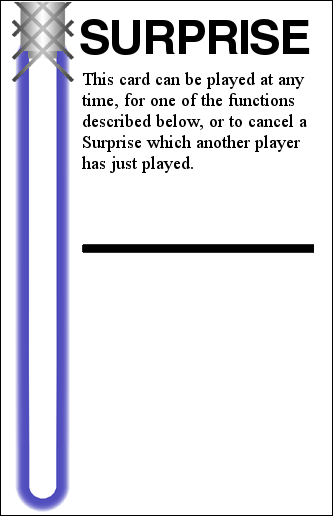 SURPRISE
This card can be played at any
time, for one of the functions
described below, or to cancel a
Surprise which another player
has just played.